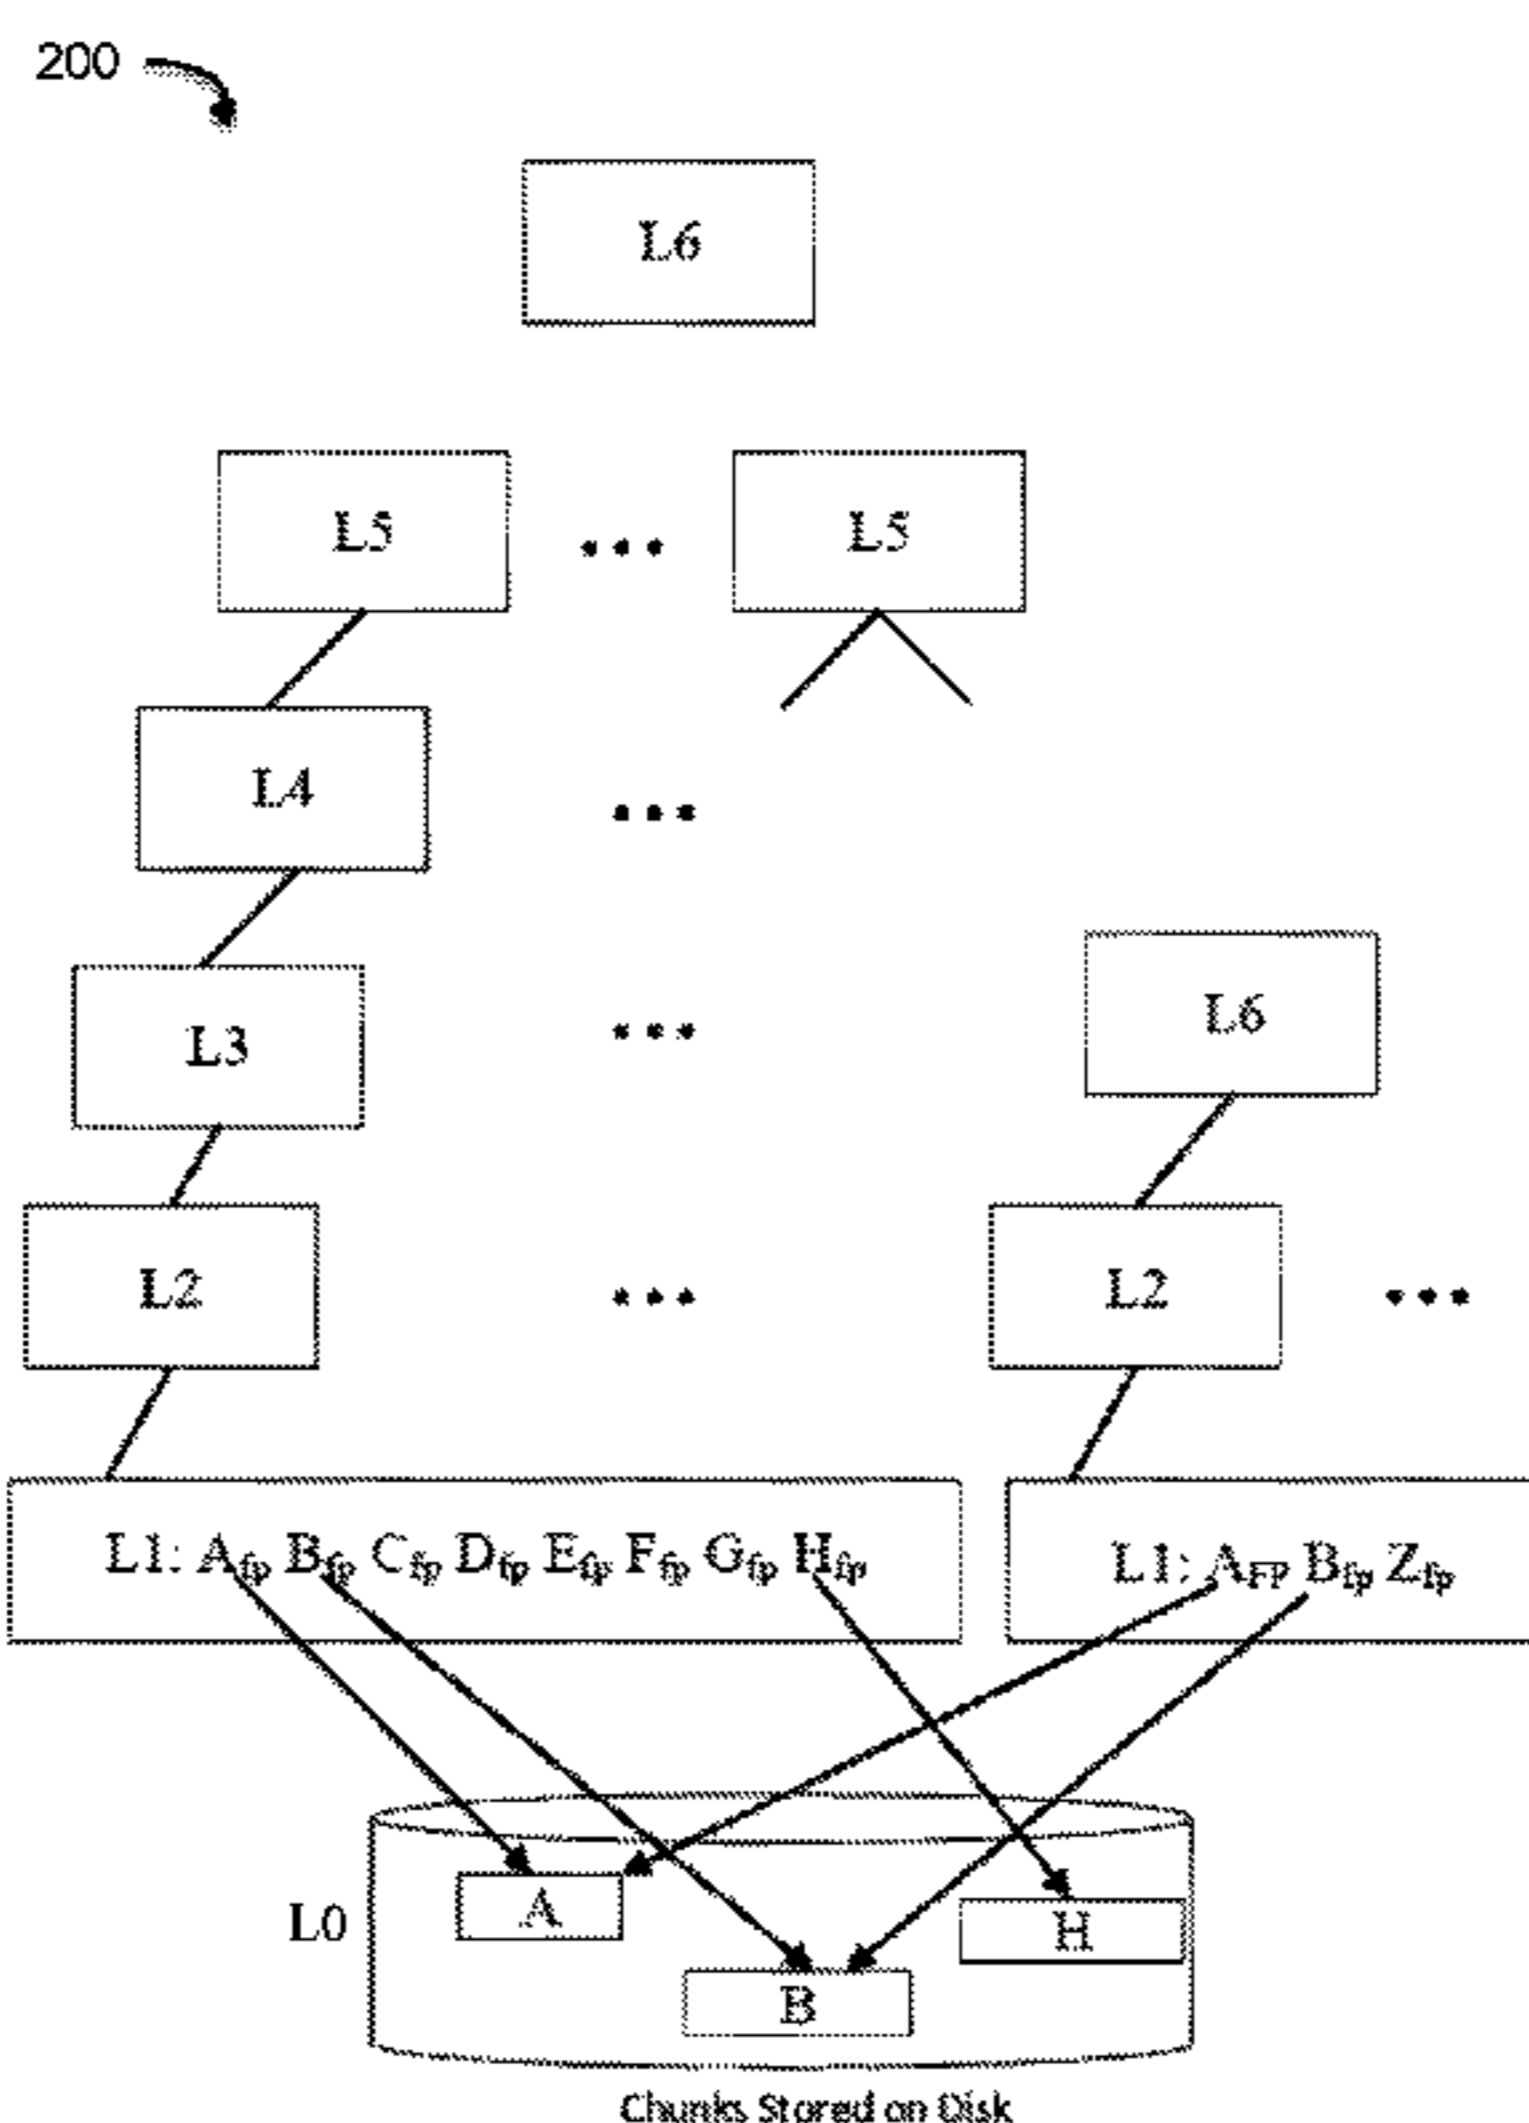 200
L6
L5 ... L5
L4 ...
L3 ...
L6
L2 ... L2 ...
L1: Afp Bfp Cfp Dfp Efp Ffp Gfp Hfp
L1: AFP Bfp Zfp
L0
A
H
B
Chunks Stored on Disk